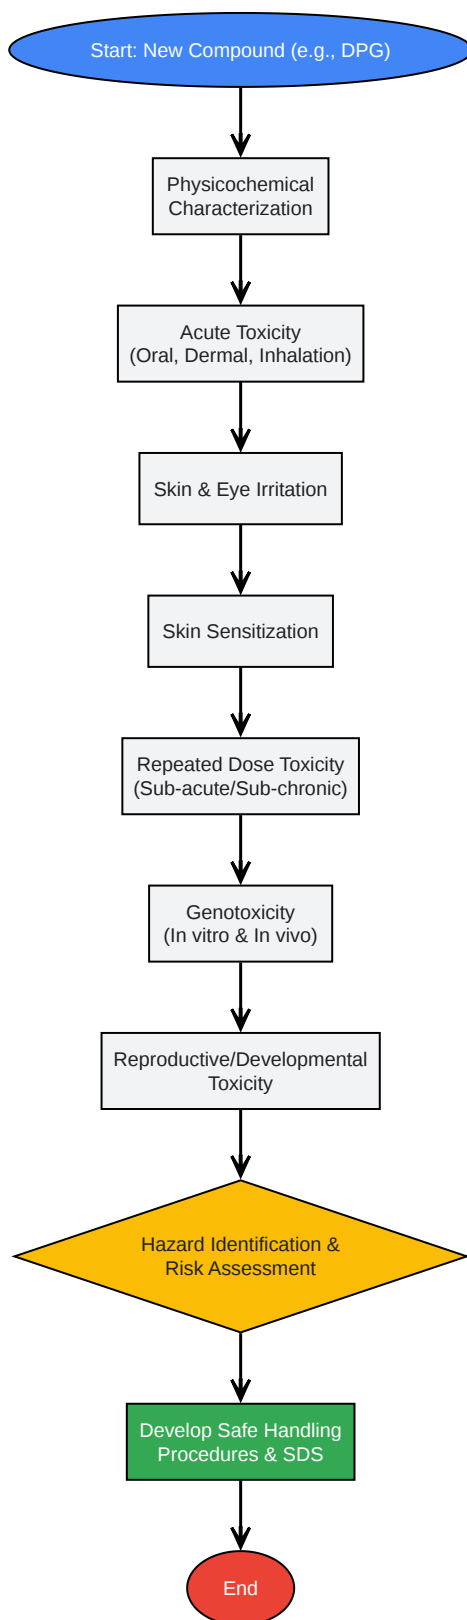 Start: New Compound (e.g., DPG)
Physicochemical
Characterization
Acute Toxicity
(Oral, Dermal, Inhalation)
Skin & Eye Irritation
Skin Sensitization
Repeated Dose Toxicity
(Sub-acute/Sub-chronic)
Genotoxicity
(In vitro & In vivo)
Reproductive/Developmental
Toxicity
Hazard Identification &
Risk Assessment
Develop Safe Handling
Procedures & SDS
End